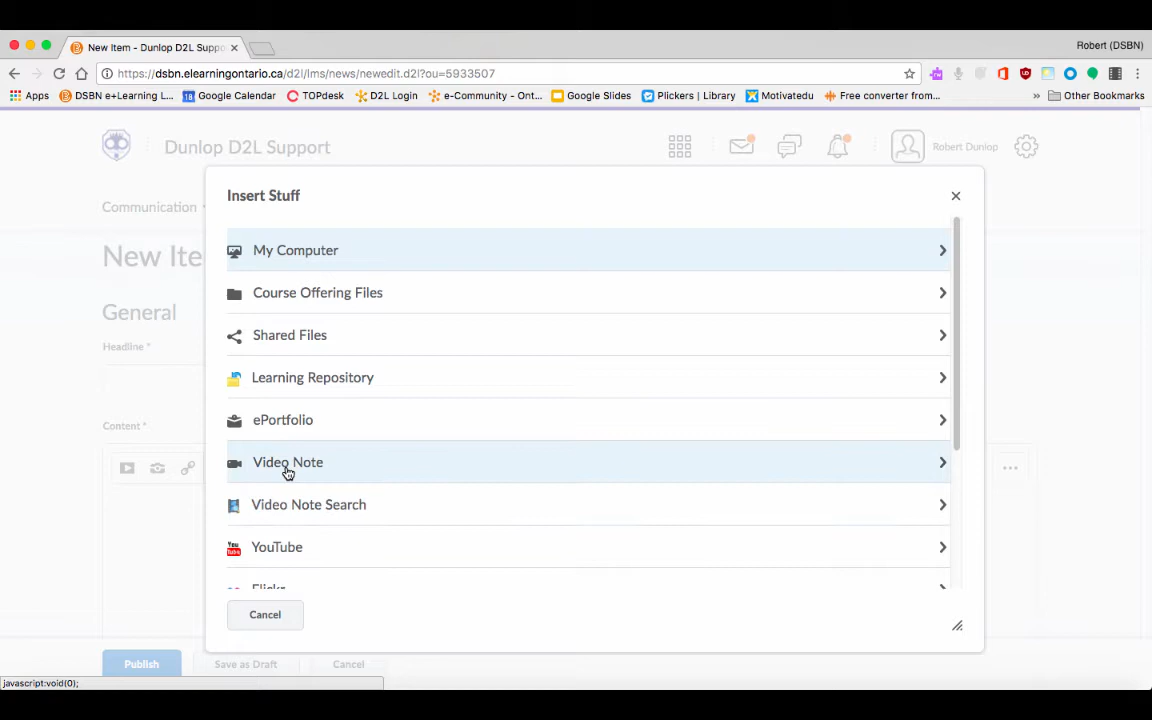 New Item - Dunlop D2L Suppo
Robert (DSBN)
https://dsbn.elearningontario.ca/d2l/lms/news/newedit.d2l?ou=5933507
Apps DSBN e+Learning L... 18 Google Calendar TOPdesk D2L Login e-Community - Ont... Google Slides Plickers | Library Motivatedu Free converter from... » Other Bookmarks
Dunlop D2L Support
Robert Dunlop
Communication
New Ite
General
Headline *
Content *
Insert Stuff
My Computer
Course Offering Files
Shared Files
Learning Repository
ePortfolio
Video Note
Video Note Search
You Tube YouTube
Flickr
Cancel
Publish Save as Draft Cancel
javascript:void(0);